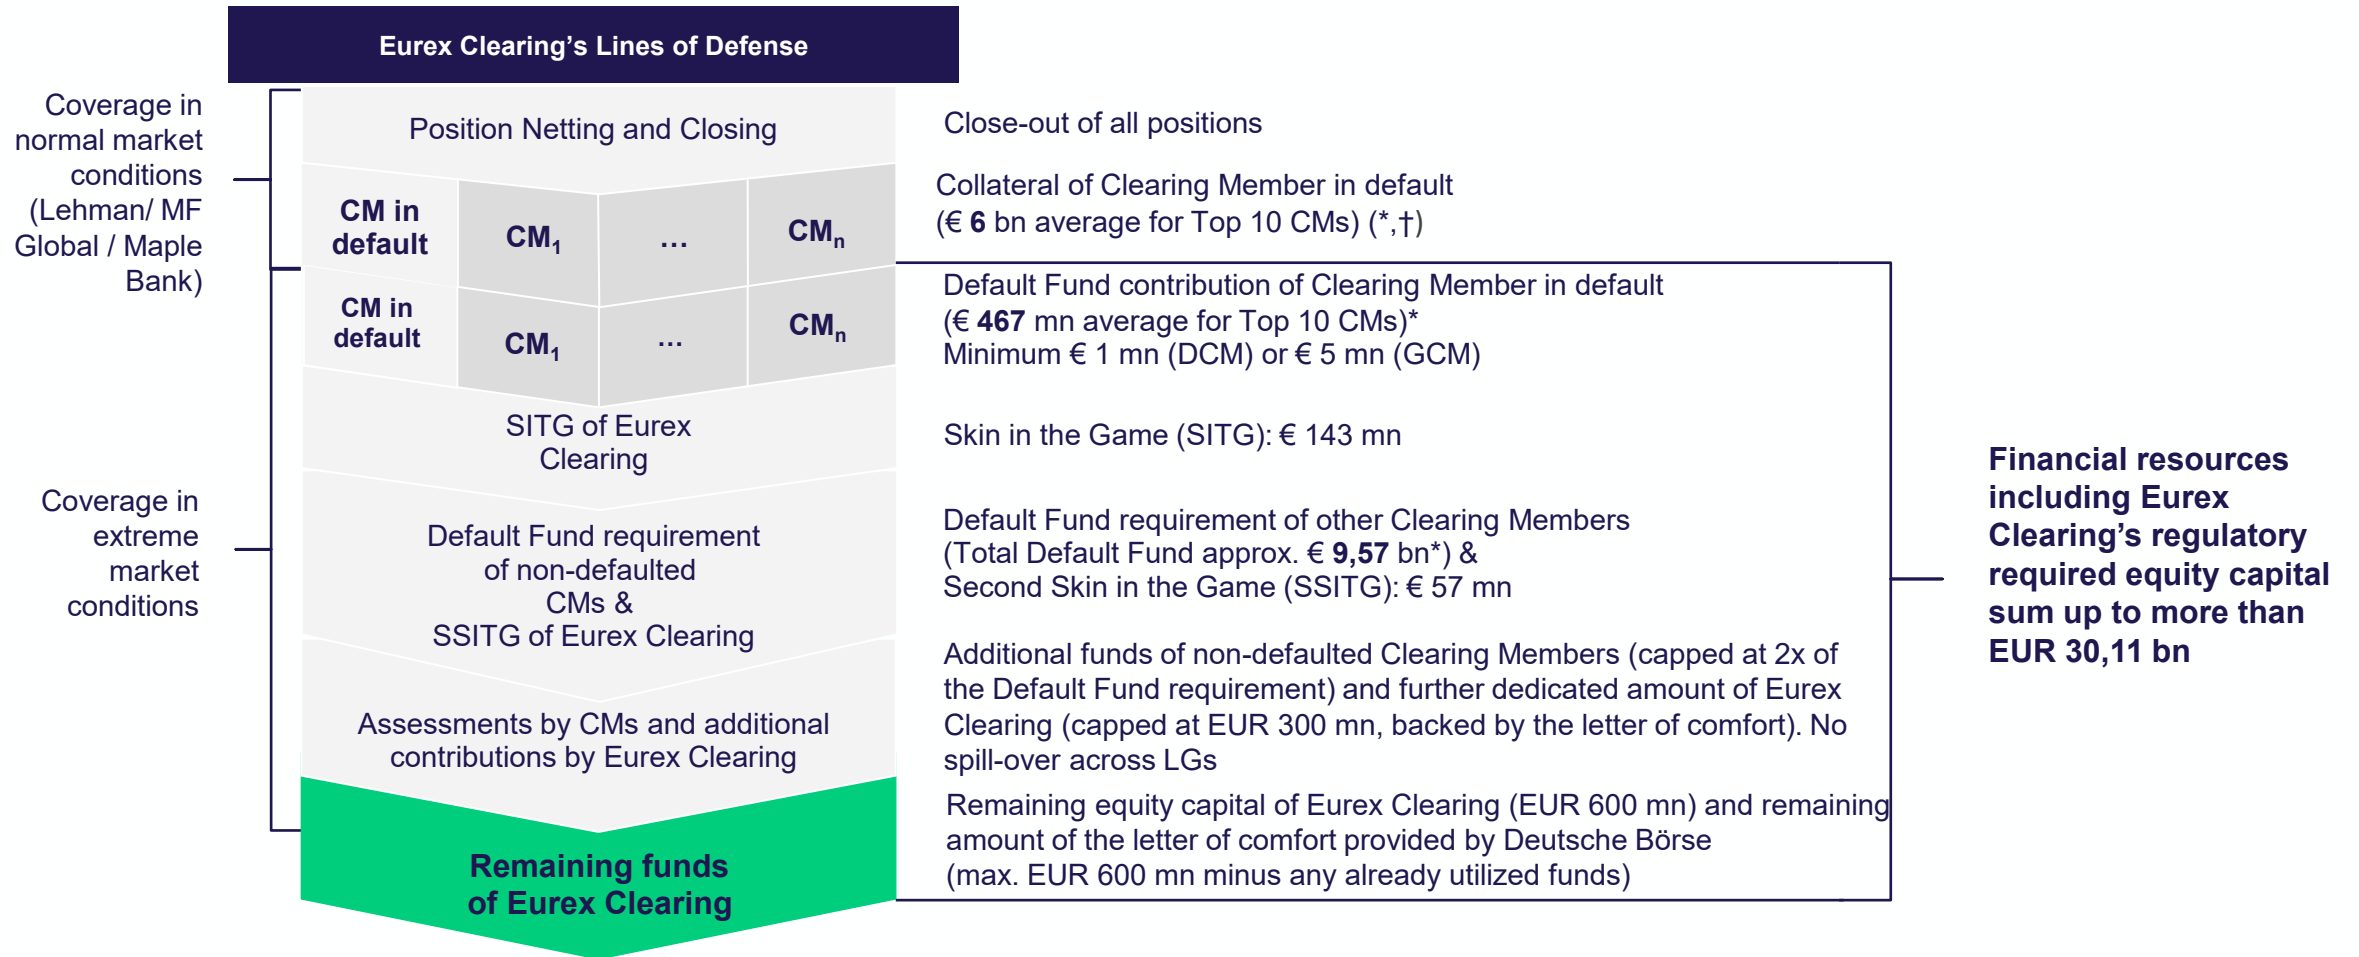 Eurex Clearing’s Lines of Defense
Coverage in
normal market
conditions
(Lehman/ MF
Global / Maple
Bank)
Position Netting and Closing
Close-out of all positions
CM in
default
CM1
...
CMn
Collateral of Clearing Member in default
(€ 6 bn average for Top 10 CMs) (*,†)
CM in
default
CM1
...
CMn
Default Fund contribution of Clearing Member in default
(€ 467 mn average for Top 10 CMs)*
Minimum € 1 mn (DCM) or € 5 mn (GCM)
Coverage in
extreme
market
conditions
SITG of Eurex
Clearing
Skin in the Game (SITG): € 143 mn
Default Fund requirement
of non-defaulted
CMs &
SSITG of Eurex Clearing
Default Fund requirement of other Clearing Members
(Total Default Fund approx. € 9,57 bn*) &
Second Skin in the Game (SSITG): € 57 mn
Assessments by CMs and additional
contributions by Eurex Clearing
Additional funds of non-defaulted Clearing Members (capped at 2x of
the Default Fund requirement) and further dedicated amount of Eurex
Clearing (capped at EUR 300 mn, backed by the letter of comfort). No
spill-over across LGs
Remaining funds
of Eurex Clearing
Remaining equity capital of Eurex Clearing (EUR 600 mn) and remaining
amount of the letter of comfort provided by Deutsche Börse
(max. EUR 600 mn minus any already utilized funds)
Financial resources
including Eurex
Clearing’s regulatory
required equity capital
sum up to more than
EUR 30,11 bn